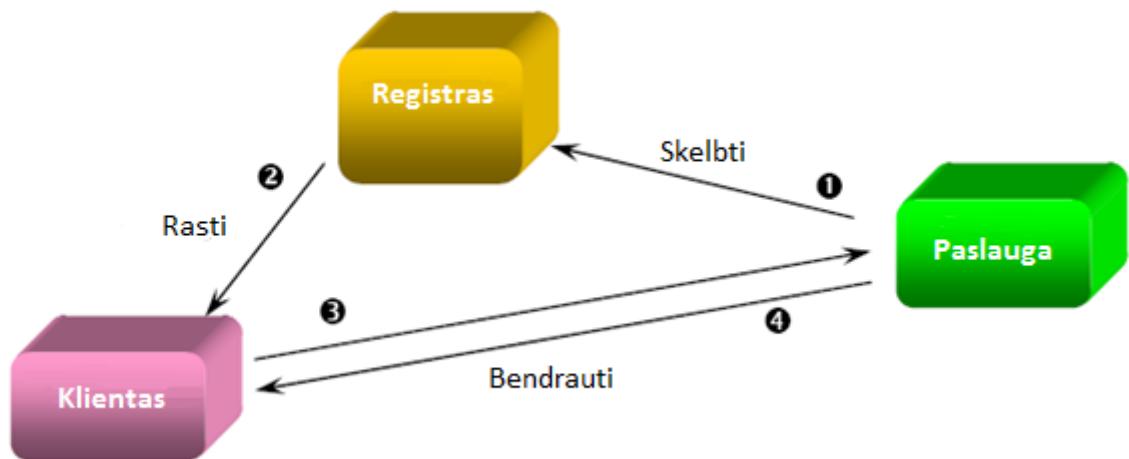 Registras
Skelbti
❶
❷
Rasti
Paslauga
❸
❹
Bendrauti
Klientas